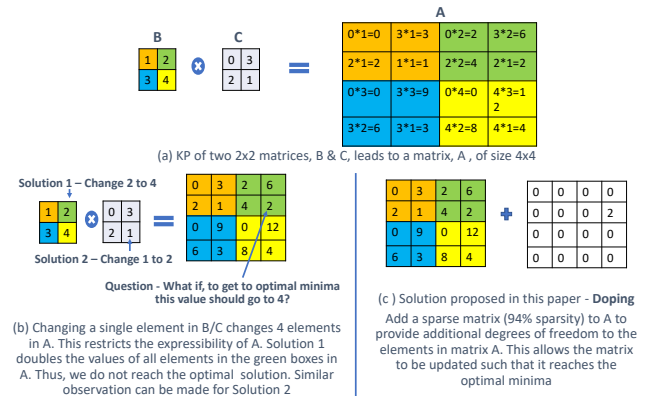 A
B
C
1 2
3 4
0 3
2 1
0*1=0 3*1=3 0*2=2 3*2=6
2*1=2 1*1=1 2*2=4 2*1=2
0*3=0 3*3=9 0*4=0 4*3=1
2
3*2=6 3*1=3 4*2=8 4*1=4
(a) KP of two 2x2 matrices, B & C, leads to a matrix, A , of size 4x4
Solution 1 – Change 2 to 4
1 2
3 4
0 3
2 1
Solution 2 – Change 1 to 2
0 3 2 6
2 1 4 2
0 9 0 12
6 3 8 4
Question - What if, to get to optimal minima
this value should go to 4?
(b) Changing a single element in B/C changes 4 elements
in A. This restricts the expressibility of A. Solution 1
doubles the values of all elements in the green boxes in
A. Thus, we do not reach the optimal solution. Similar
observation can be made for Solution 2
0 3 2 6
2 1 4 2
0 9 0 12
6 3 8 4
0 0 0 0
0 0 0 2
0 0 0 0
0 0 0 0
(c ) Solution proposed in this paper - Doping
Add a sparse matrix (94% sparsity) to A to
provide additional degrees of freedom to the
elements in matrix A. This allows the matrix
to be updated such that it reaches the
optimal minima